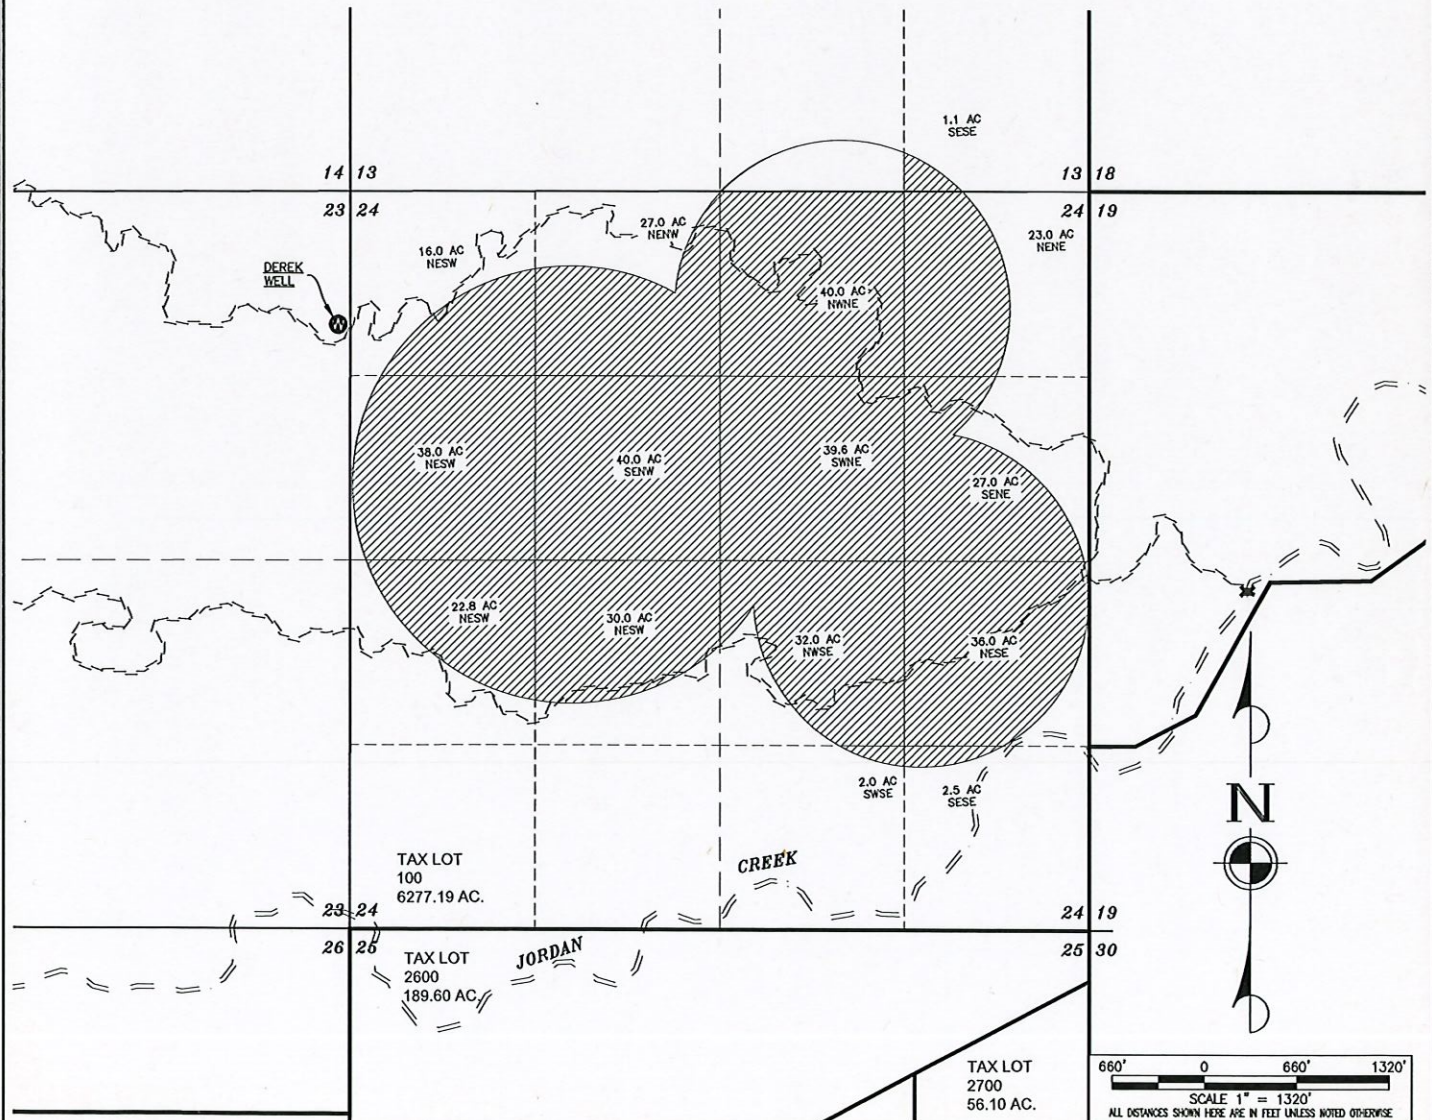 1.1 AC
SESE
14 13
13 18
23 24
24 19
27.0 AC
NENW
23.0 AC
NENE
16.0 AC
NESW
DEREK
WELL
W
40.0 AC
NWNE
38.0 AC
NESW
40.0 AC
SENW
39.6 AC
SWNE
27.0 AC
SENE
22.8 AC
NESW
30.0 AC
NESW
32.0 AC
NWSE
36.0 AC
NESE
2.0 AC
SWSE
2.5 AC
SESE
N
TAX LOT
100
6277.19 AC.
CREEK
23 24
24 19
26 25
25 30
JORDAN
TAX LOT
2600
189.60 AC.
TAX LOT
2700
56.10 AC.
660' 0 660' 1320'
SCALE 1" = 1320'
ALL DISTANCES SHOWN HERE ARE IN FEET UNLESS NOTED OTHERWISE